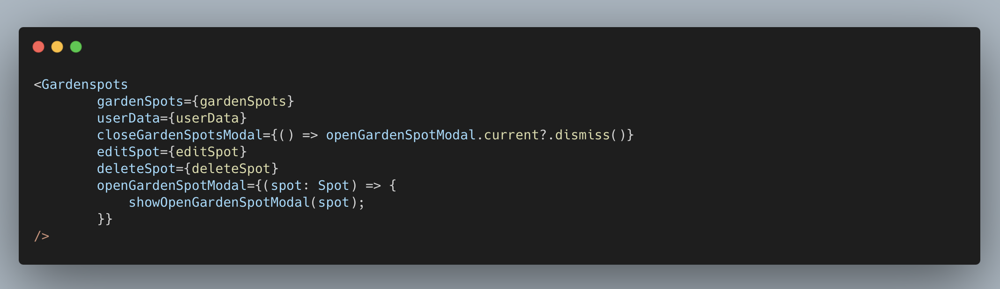 <Gardenspots
        gardenSpots={gardenSpots}
        userData={userData}
        closeGardenSpotsModal={() => openGardenSpotModal.current?.dismiss()}
        editSpot={editSpot}
        deleteSpot={deleteSpot}
        openGardenSpotModal={(spot: Spot) => {
            showOpenGardenSpotModal(spot);
        }}
/>